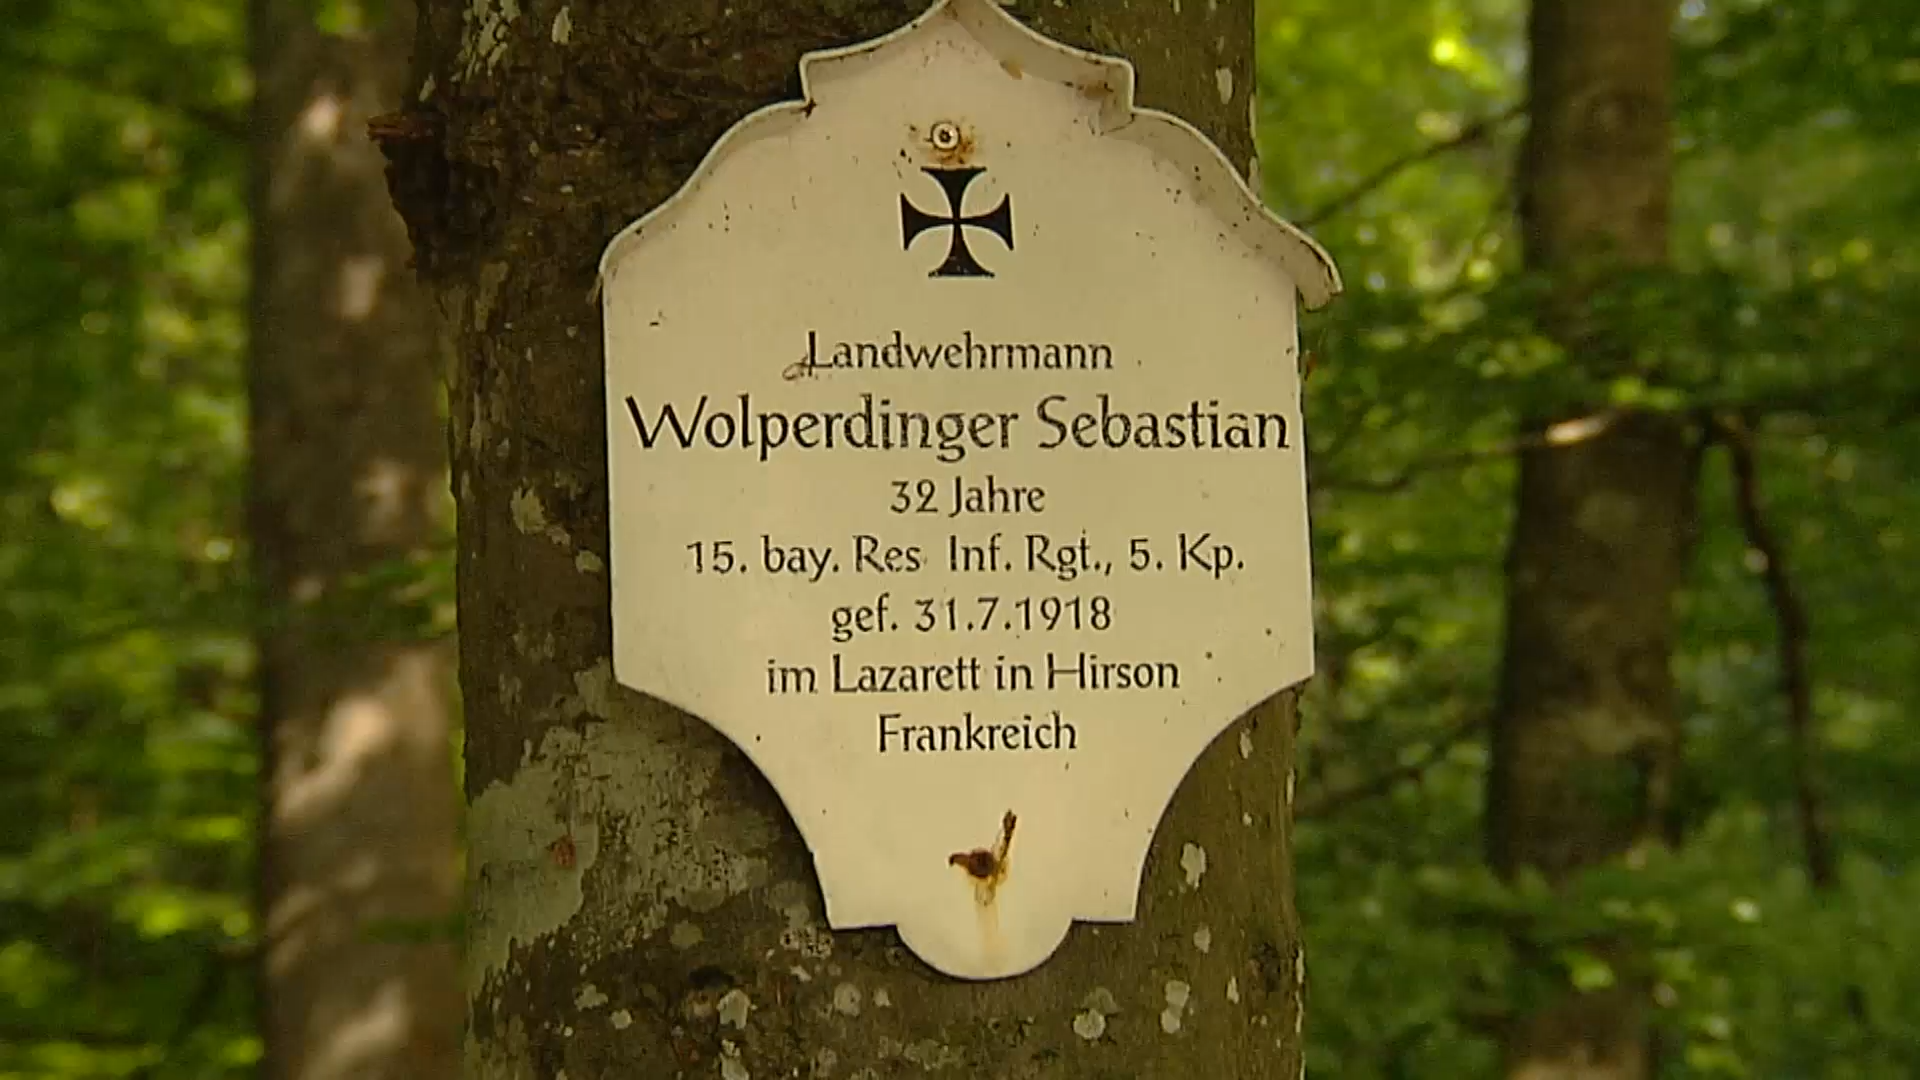 Landwehrmann
Wolperdinger Sebastian
32 Jahre
15. bay. Res Inf. Rgt., 5. Kp.
gef. 31.7.1918
im Lazarett in Hirson
Frankreich